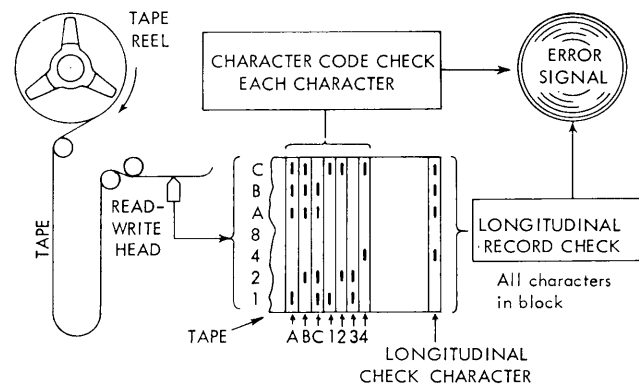 TAPE
REEL
CHARACTER CODE CHECK
EACH CHARACTER
ERROR
SIGNAL
TAPE
READ-
WRITE
HEAD
C
B
A
8
4
2
1
LONGITUDINAL
RECORD CHECK
All characters
in block
TAPE
A B C 1 2 3 4
LONGITUDINAL
CHECK CHARACTER